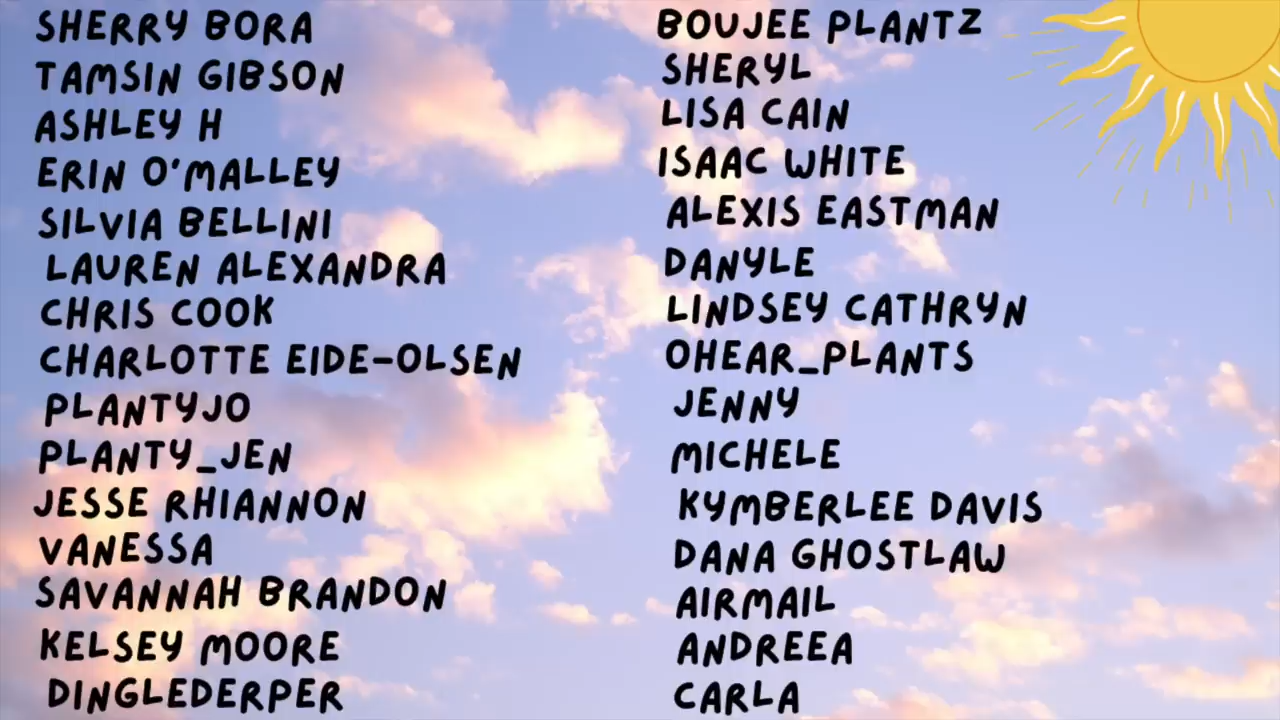 SHERRY BORA
TAMSIN GIBSON
ASHLEY H
ERIN O'MALLEY
SILVIA BELLINI
LAUREN ALEXANDRA
CHRIS COOK
CHARLOTTE EIDE-OLSEN
PLANTYJO
PLANTY_JEN
JESSE RHIANNON
VANESSA
SAVANNAH BRANDON
KELSEY MOORE
DINGLEDERPER
BOUJEE PLANTZ
SHERYL
LISA CAIN
ISAAC WHITE
ALEXIS EASTMAN
DANYLE
LINDSEY CATHRYN
OHEAR_PLANTS
JENNY
MICHELE
KYMBERLEE DAVIS
DANA GHOSTLAW
AIRMAIL
ANDREEA
CARLA